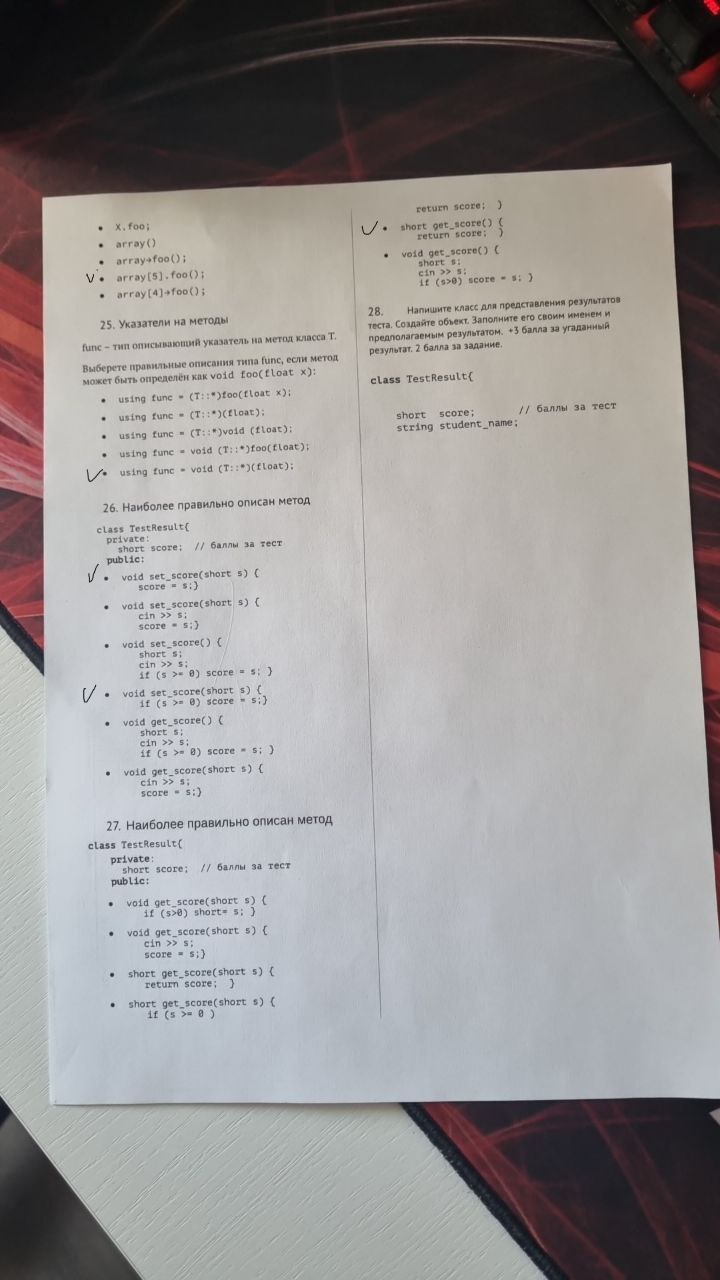 X.foo;
array()
array→foo();
array[5].foo();
array[4]→foo();
25. Указатели на методы
func – тип описывающий указатель на метод класса T.
Выберете правильные описания типа func, если метод
может быть определён как void foo(float x):
using func = (T::*)foo(float x);
using func = (T::*)(float);
using func = (T::*)void (float);
using func = void (T::*)foo(float);
using func = void (T::*)(float);
26. Наиболее правильно описан метод
class TestResult{
private:
short score; // баллы за тест
public:
void set_score(short s) {
score = s;}
void set_score(short s) {
cin >> s;
score = s;}
void set_score() {
short s;
cin >> s;
if (s >= 0) score = s; }
void set_score(short s) {
if (s >= 0) score = s;}
void get_score() {
short s;
cin >> s;
if (s >= 0) score = s; }
void get_score(short s) {
cin >> s;
score = s;}
27. Наиболее правильно описан метод
class TestResult{
private:
short score; // баллы за тест
public:
void get_score(short s) {
if (s>0) short= s; }
void get_score(short s) {
cin >> s;
score = s;}
short get_score(short s) {
return score; }
short get_score(short s) {
if (s >= 0 )
return score; }
short get_score() {
return score; }
void get_score() {
short s;
cin >> s;
if (s>0) score = s; }
28. Напишите класс для представления результатов
теста. Создайте объект. Заполните его своим именем и
предполагаемым результатом. +3 балла за угаданный
результат. 2 балла за задание.
class TestResult{
short score; // баллы за тест
string student_name;